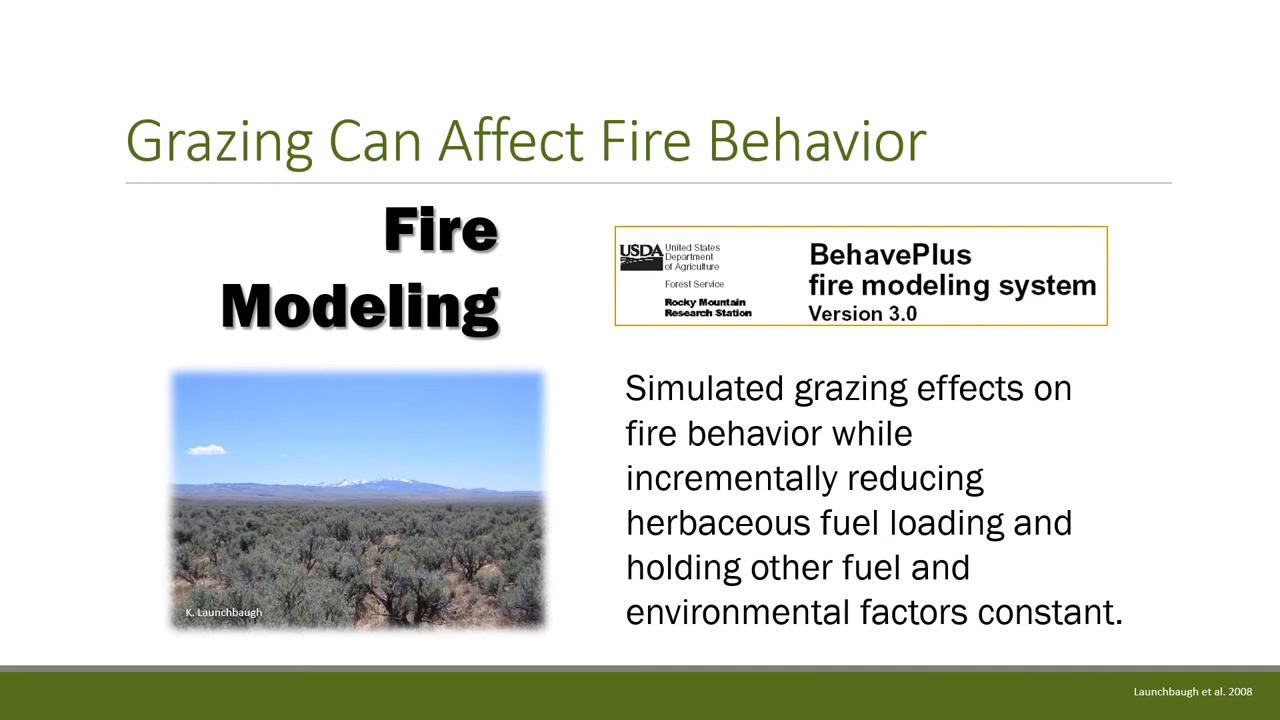 Grazing Can Affect Fire Behavior
Fire
Modeling
USDA
United States
Department
of Agriculture
Forest Service
Rocky Mountain
Research Station
BehavePlus
fire modeling system
Version 3.0
Simulated grazing effects on
fire behavior while
incrementally reducing
herbaceous fuel loading and
holding other fuel and
environmental factors constant.
K. Launchbaugh
Launchbaugh et al. 2008